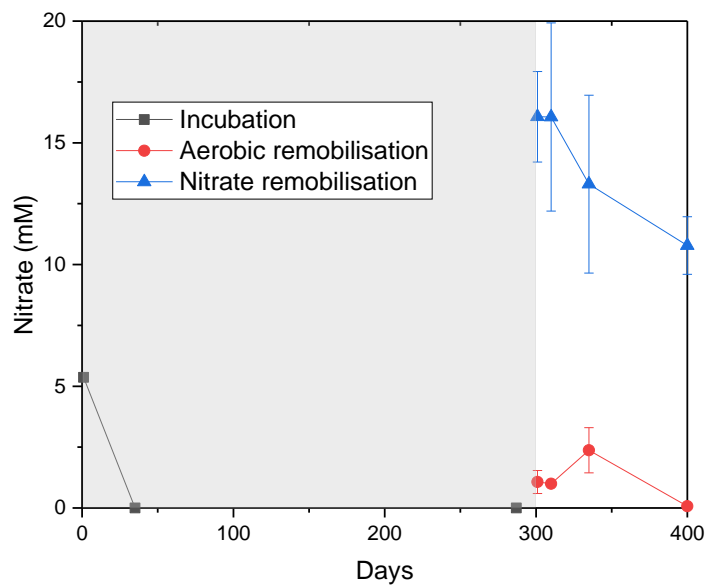 20
15
10
5
0
Nitrate (mM)
Incubation
Aerobic remobilisation
Nitrate remobilisation
0 100 200 300 400
Days